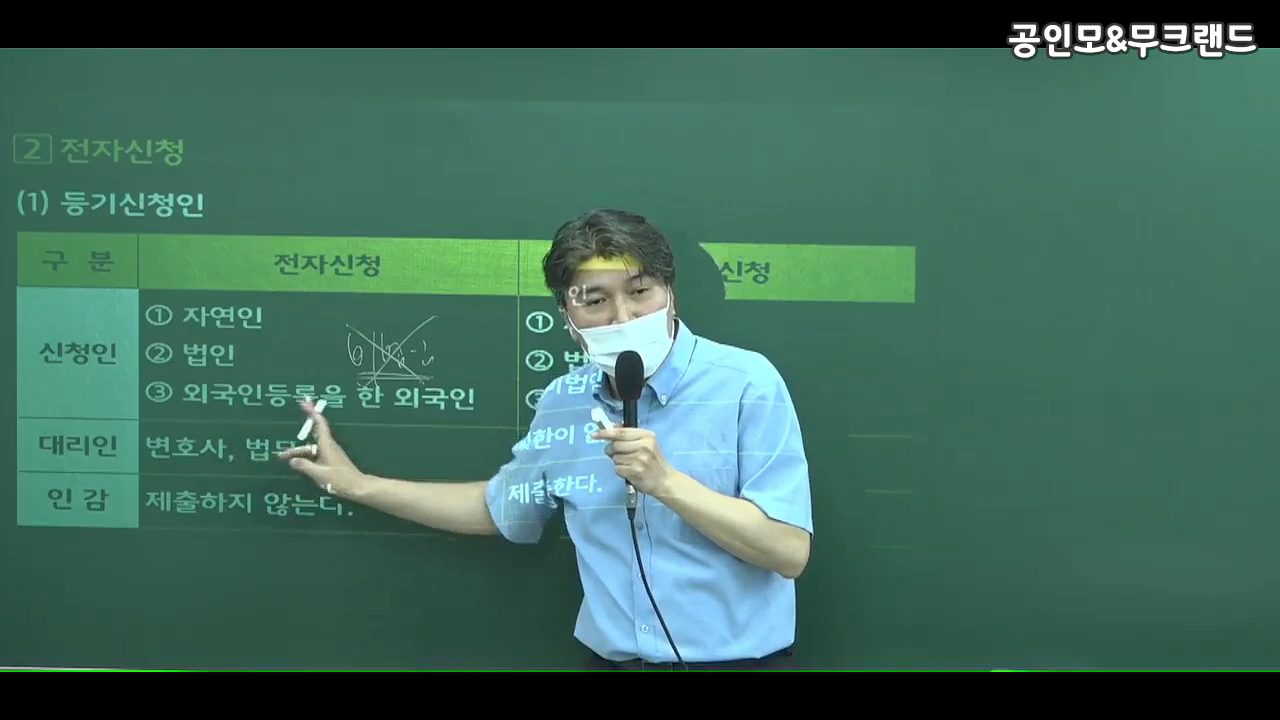 공인모&무크랜드
2 전자신청
(1) 등기신청인
구 분 전자신청 신청
신청인 ① 자연인 ①
② 법인 ②
③ 외국인등록을 한 외국인
대리인 변호사,
인 감 제출하지 않는다. 제출한다.